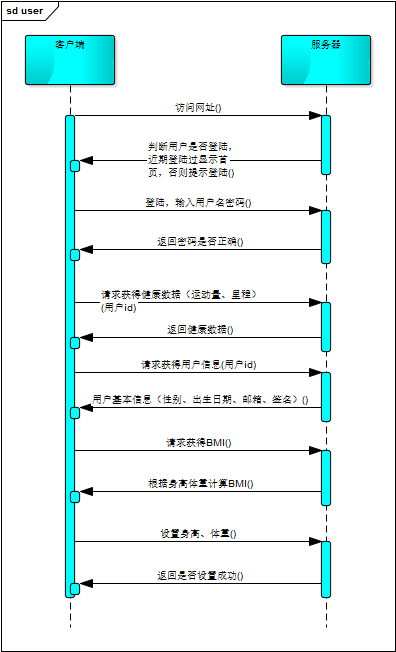 sd user
客户端
服务器
访问网址()
判断用户是否登陆，
近期登陆过显示首
页，否则提示登陆()
登陆，输入用户名密码()
返回密码是否正确()
请求获得健康数据（运动量、里程）
(用户id)
返回健康数据()
请求获得用户信息(用户id)
用户基本信息（性别、出生日期、邮箱、签名）()
请求获得BMI()
根据身高体重计算BMI()
设置身高、体重()
返回是否设置成功()